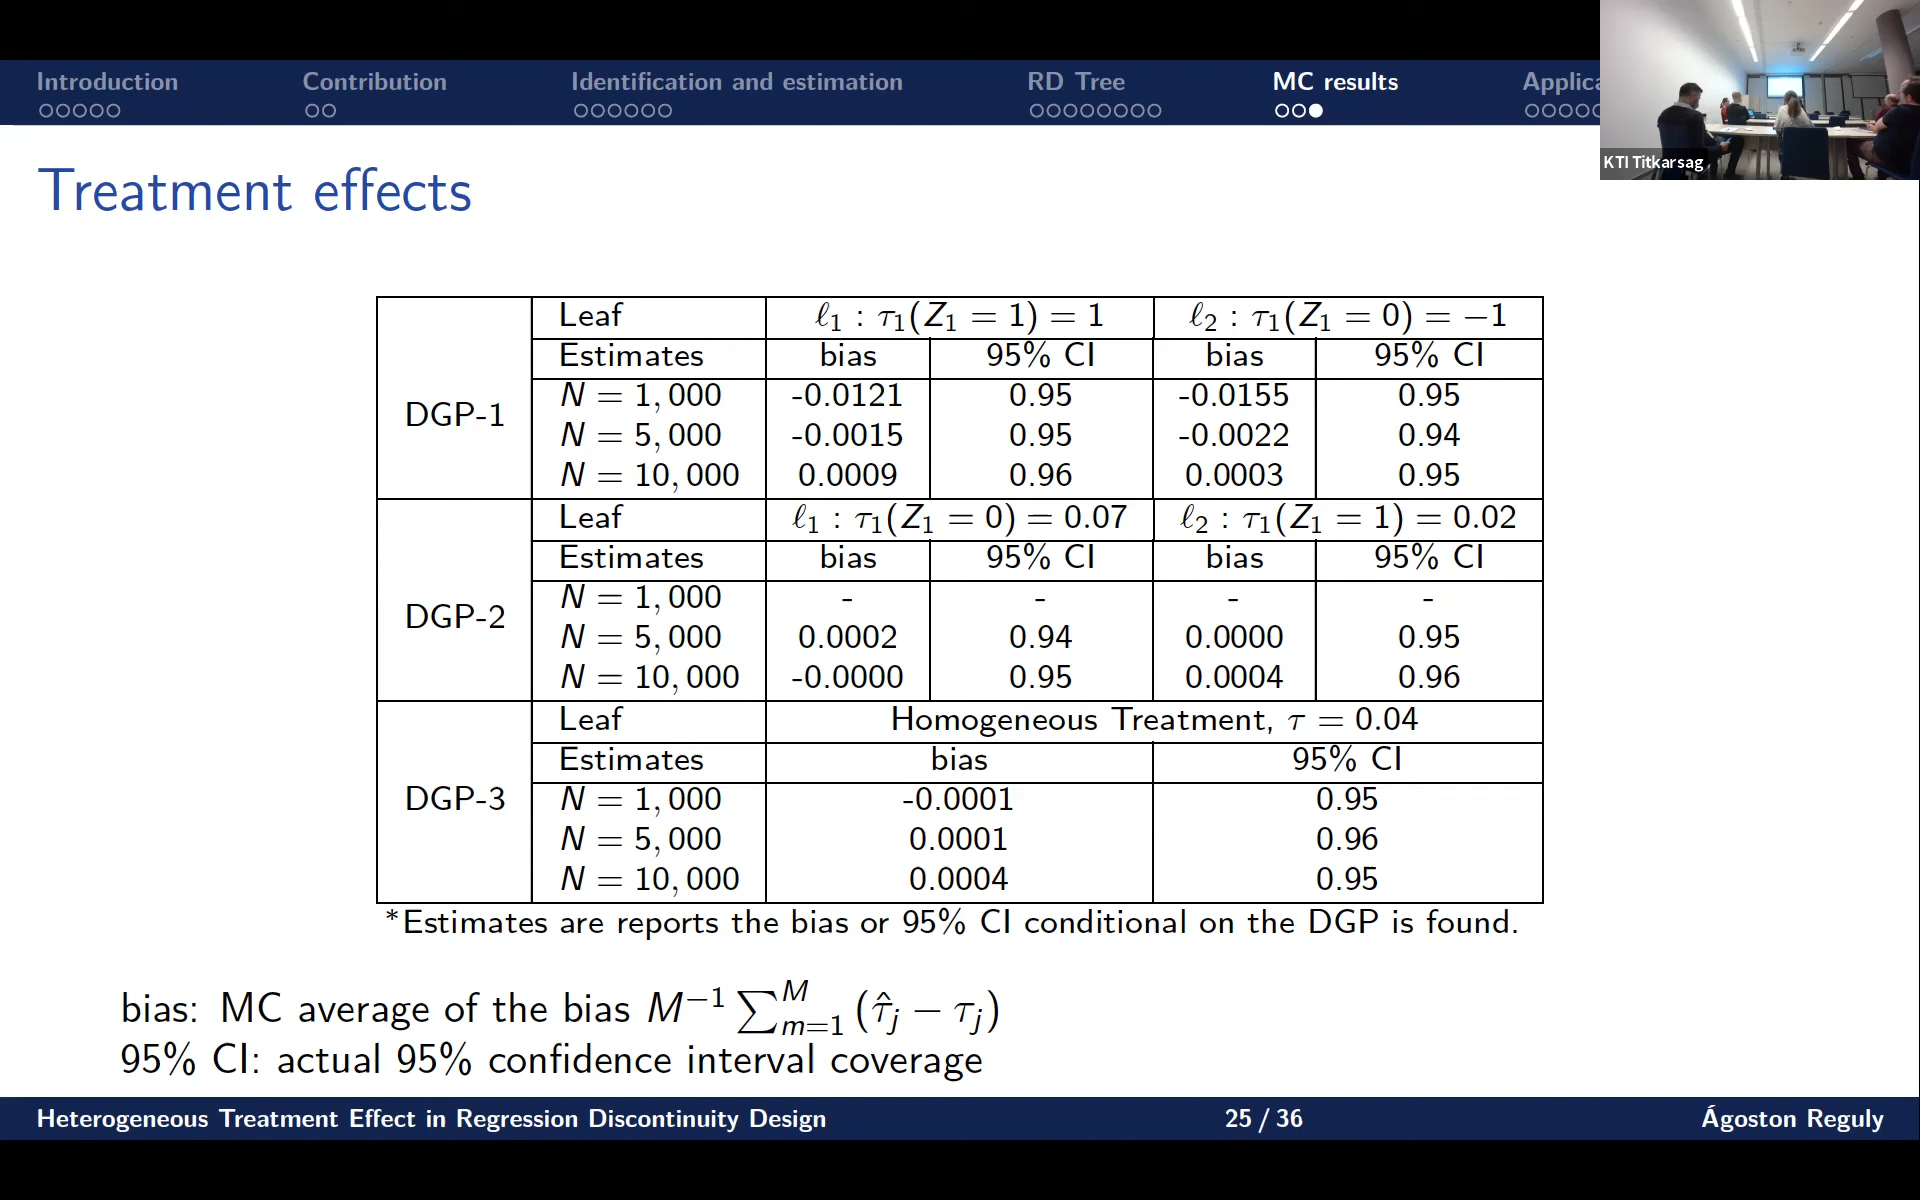 Introduction Contribution Identification and estimation RD Tree MC results Applica
KTI Titkarsag
Treatment effects
Leaf ℓ₁ : τ₁(Z₁ = 1) = 1 ℓ₂ : τ₁(Z₁ = 0) = −1
Estimates bias 95% CI bias 95% CI
DGP-1
N = 1,000 -0.0121 0.95 -0.0155 0.95
N = 5,000 -0.0015 0.95 -0.0022 0.94
N = 10,000 0.0009 0.96 0.0003 0.95
Leaf ℓ₁ : τ₁(Z₁ = 0) = 0.07 ℓ₂ : τ₁(Z₁ = 1) = 0.02
Estimates bias 95% CI bias 95% CI
DGP-2
N = 1,000 - - - -
N = 5,000 0.0002 0.94 0.0000 0.95
N = 10,000 -0.0000 0.95 0.0004 0.96
Leaf Homogeneous Treatment, τ = 0.04
Estimates bias 95% CI
DGP-3
N = 1,000 -0.0001 0.95
N = 5,000 0.0001 0.96
N = 10,000 0.0004 0.95
*Estimates are reports the bias or 95% CI conditional on the DGP is found.
bias: MC average of the bias M⁻¹ ∑ᴹₘ₌₁ (τ̂ⱼ − τⱼ)
95% CI: actual 95% confidence interval coverage
Heterogeneous Treatment Effect in Regression Discontinuity Design 25 / 36 Ágoston Reguly